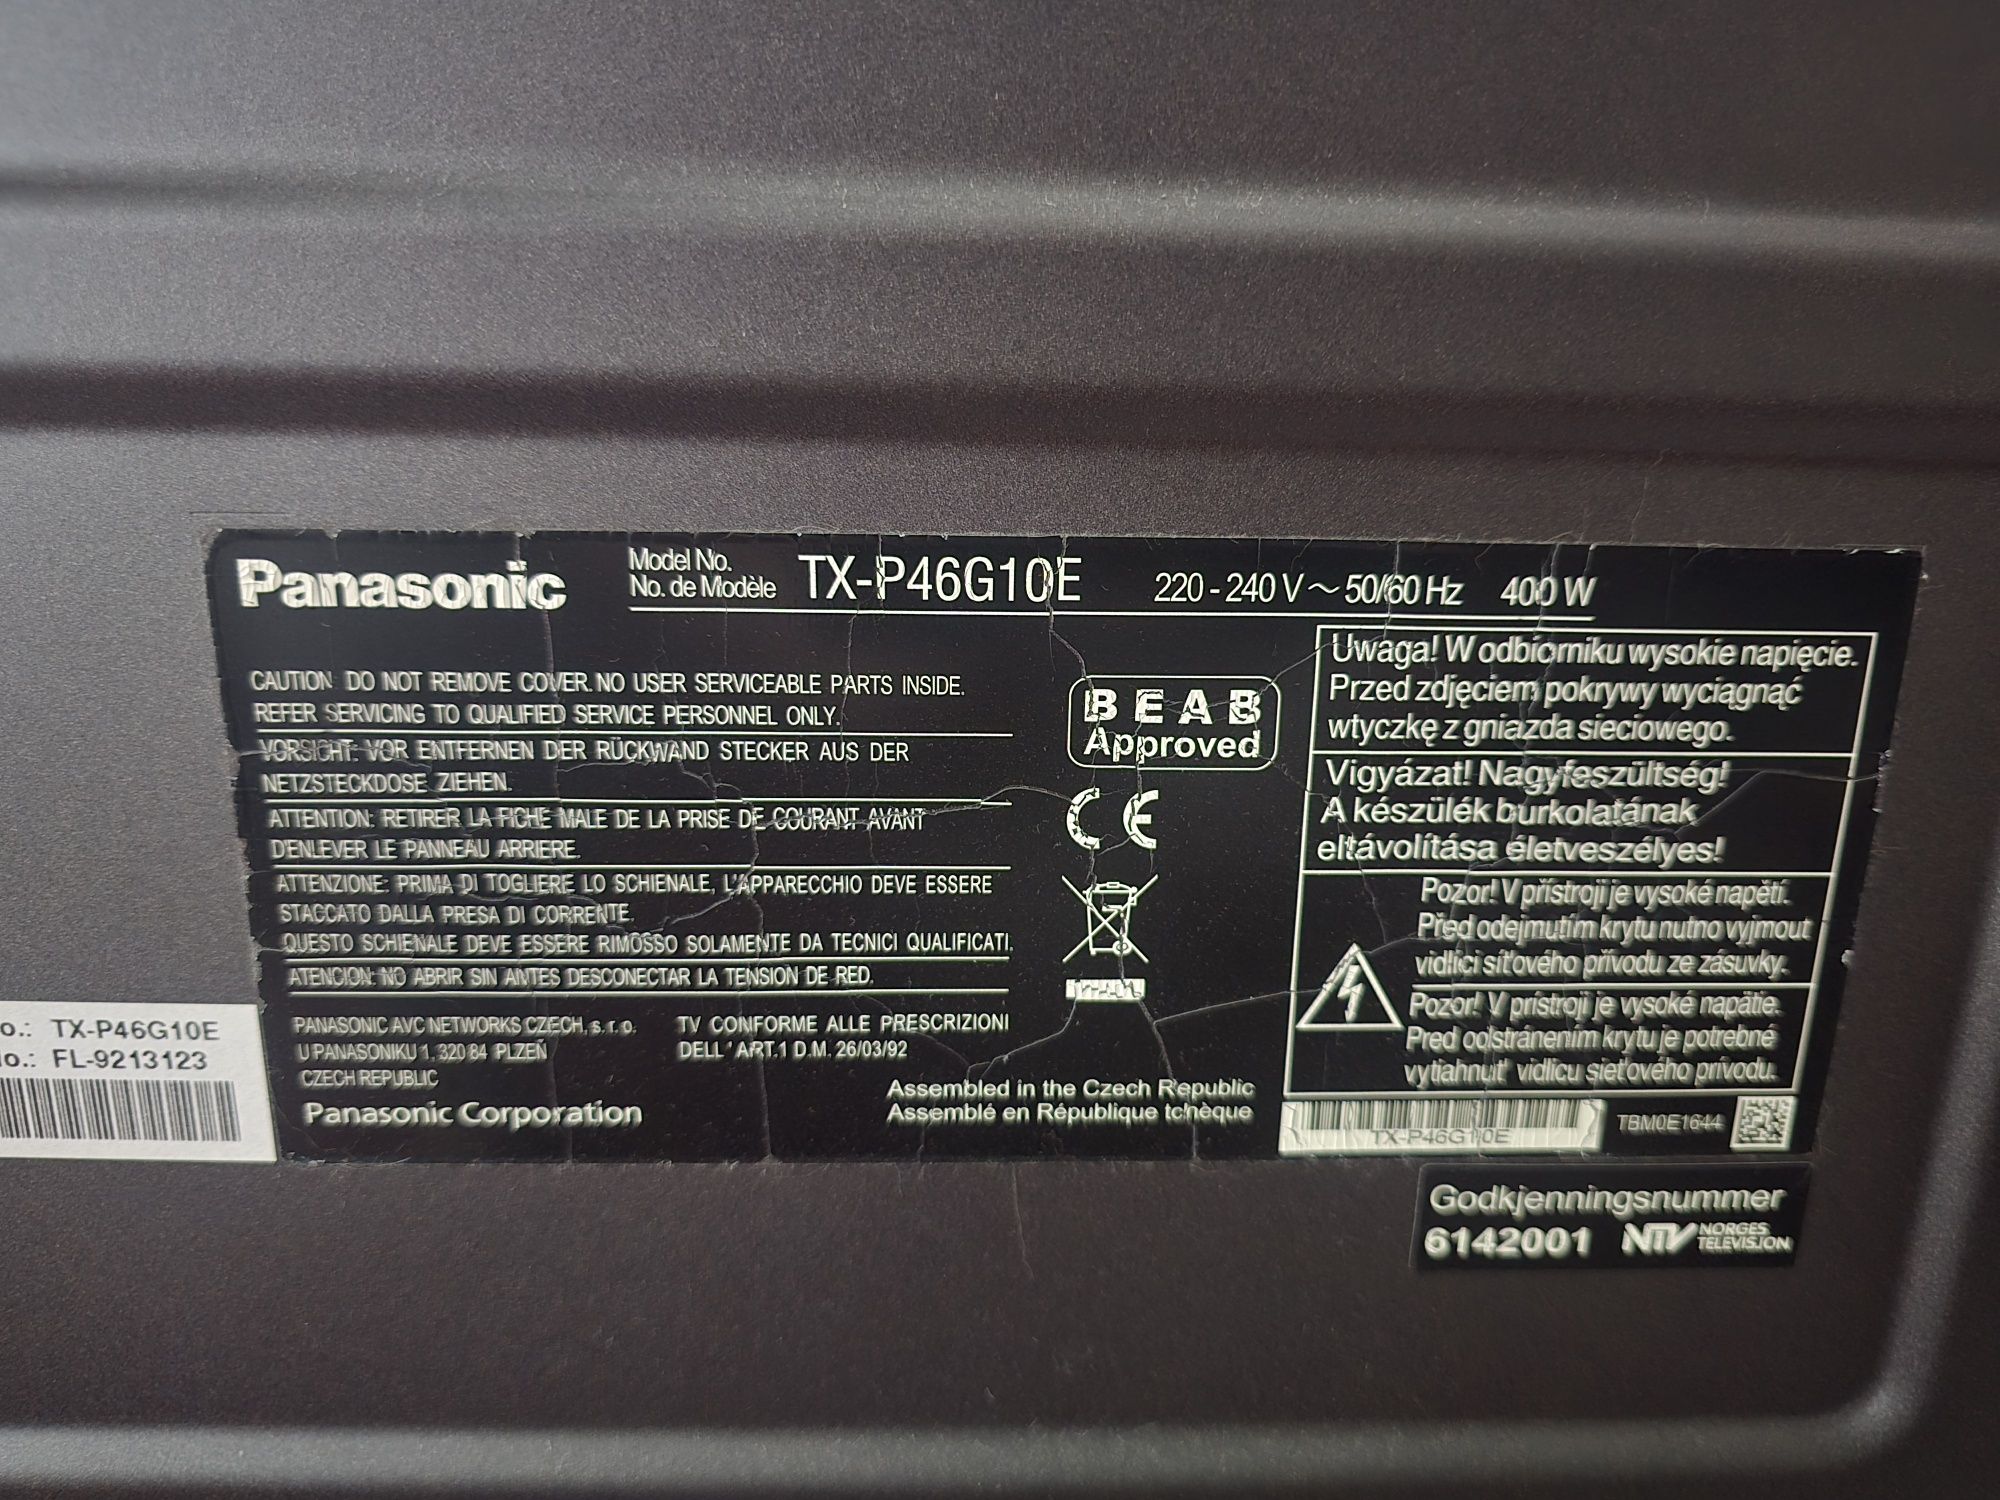 Panasonic
Model No.
No. de Modèle
TX-P46G10E
220 - 240 V ~ 50/60 Hz 400 W
CAUTION: DO NOT REMOVE COVER. NO USER SERVICEABLE PARTS INSIDE.
REFER SERVICING TO QUALIFIED SERVICE PERSONNEL ONLY.
VORSICHT: VOR ENTFERNEN DER RÜCKWAND STECKER AUS DER
NETZSTECKDOSE ZIEHEN.
ATTENTION: RETIRER LA FICHE MALE DE LA PRISE DE COURANT AVANT
D'ENLEVER LE PANNEAU ARRIERE.
ATTENZIONE: PRIMA DI TOGLIERE LO SCHIENALE, L'APPARECCHIO DEVE ESSERE
STACCATO DALLA PRESA DI CORRENTE.
QUESTO SCHIENALE DEVE ESSERE RIMOSSO SOLAMENTE DA TECNICI QUALIFICATI.
ATENCION: NO ABRIR SIN ANTES DESCONECTAR LA TENSION DE RED.
PANASONIC AVC NETWORKS CZECH, s. r. o.
U PANASONIKU 1, 320 84 PLZEŇ
CZECH REPUBLIC
TV CONFORME ALLE PRESCRIZIONI
DELL' ART.1 D.M. 26/03/92
Panasonic Corporation
Assembled in the Czech Republic
Assemblé en République tchèque
BEAB
Approved
CE
Uwaga! W odbiorniku wysokie napięcie.
Przed zdjęciem pokrywy wyciągnąć
wtyczkę z gniazda sieciowego.
Vigyázat! Nagyfeszültség!
A készülék burkolatának
eltávolítása életveszélyes!
Pozor! V přístroji je vysoké napětí.
Před odejmutím krytu nutno vyjmout
vidlici síťového přívodu ze zásuvky.
Pozor! V prístroji je vysoké napätie.
Pred odstránením krytu je potrebné
vytiahnuť vidlicu sieťového prívodu.
TX-P46G10E
TBM0E1644
o.: TX-P46G10E
lo.: FL-9213123
Godkjenningsnummer
6142001 NTV NORGES
TELEVISJON